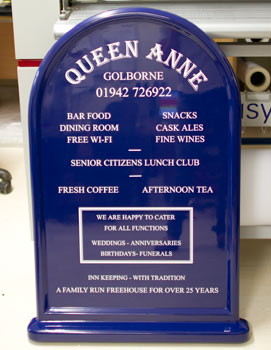 QUEEN ANNE
GOLBORNE
01942 726922
BAR FOOD SNACKS
DINING ROOM CASK ALES
FREE WI-FI FINE WINES
SENIOR CITIZENS LUNCH CLUB
FRESH COFFEE AFTERNOON TEA
WE ARE HAPPY TO CATER
FOR ALL FUNCTIONS
WEDDINGS - ANNIVERSARIES
BIRTHDAYS- FUNERALS
INN KEEPING - WITH TRADITION
A FAMILY RUN FREEHOUSE FOR OVER 25 YEARS